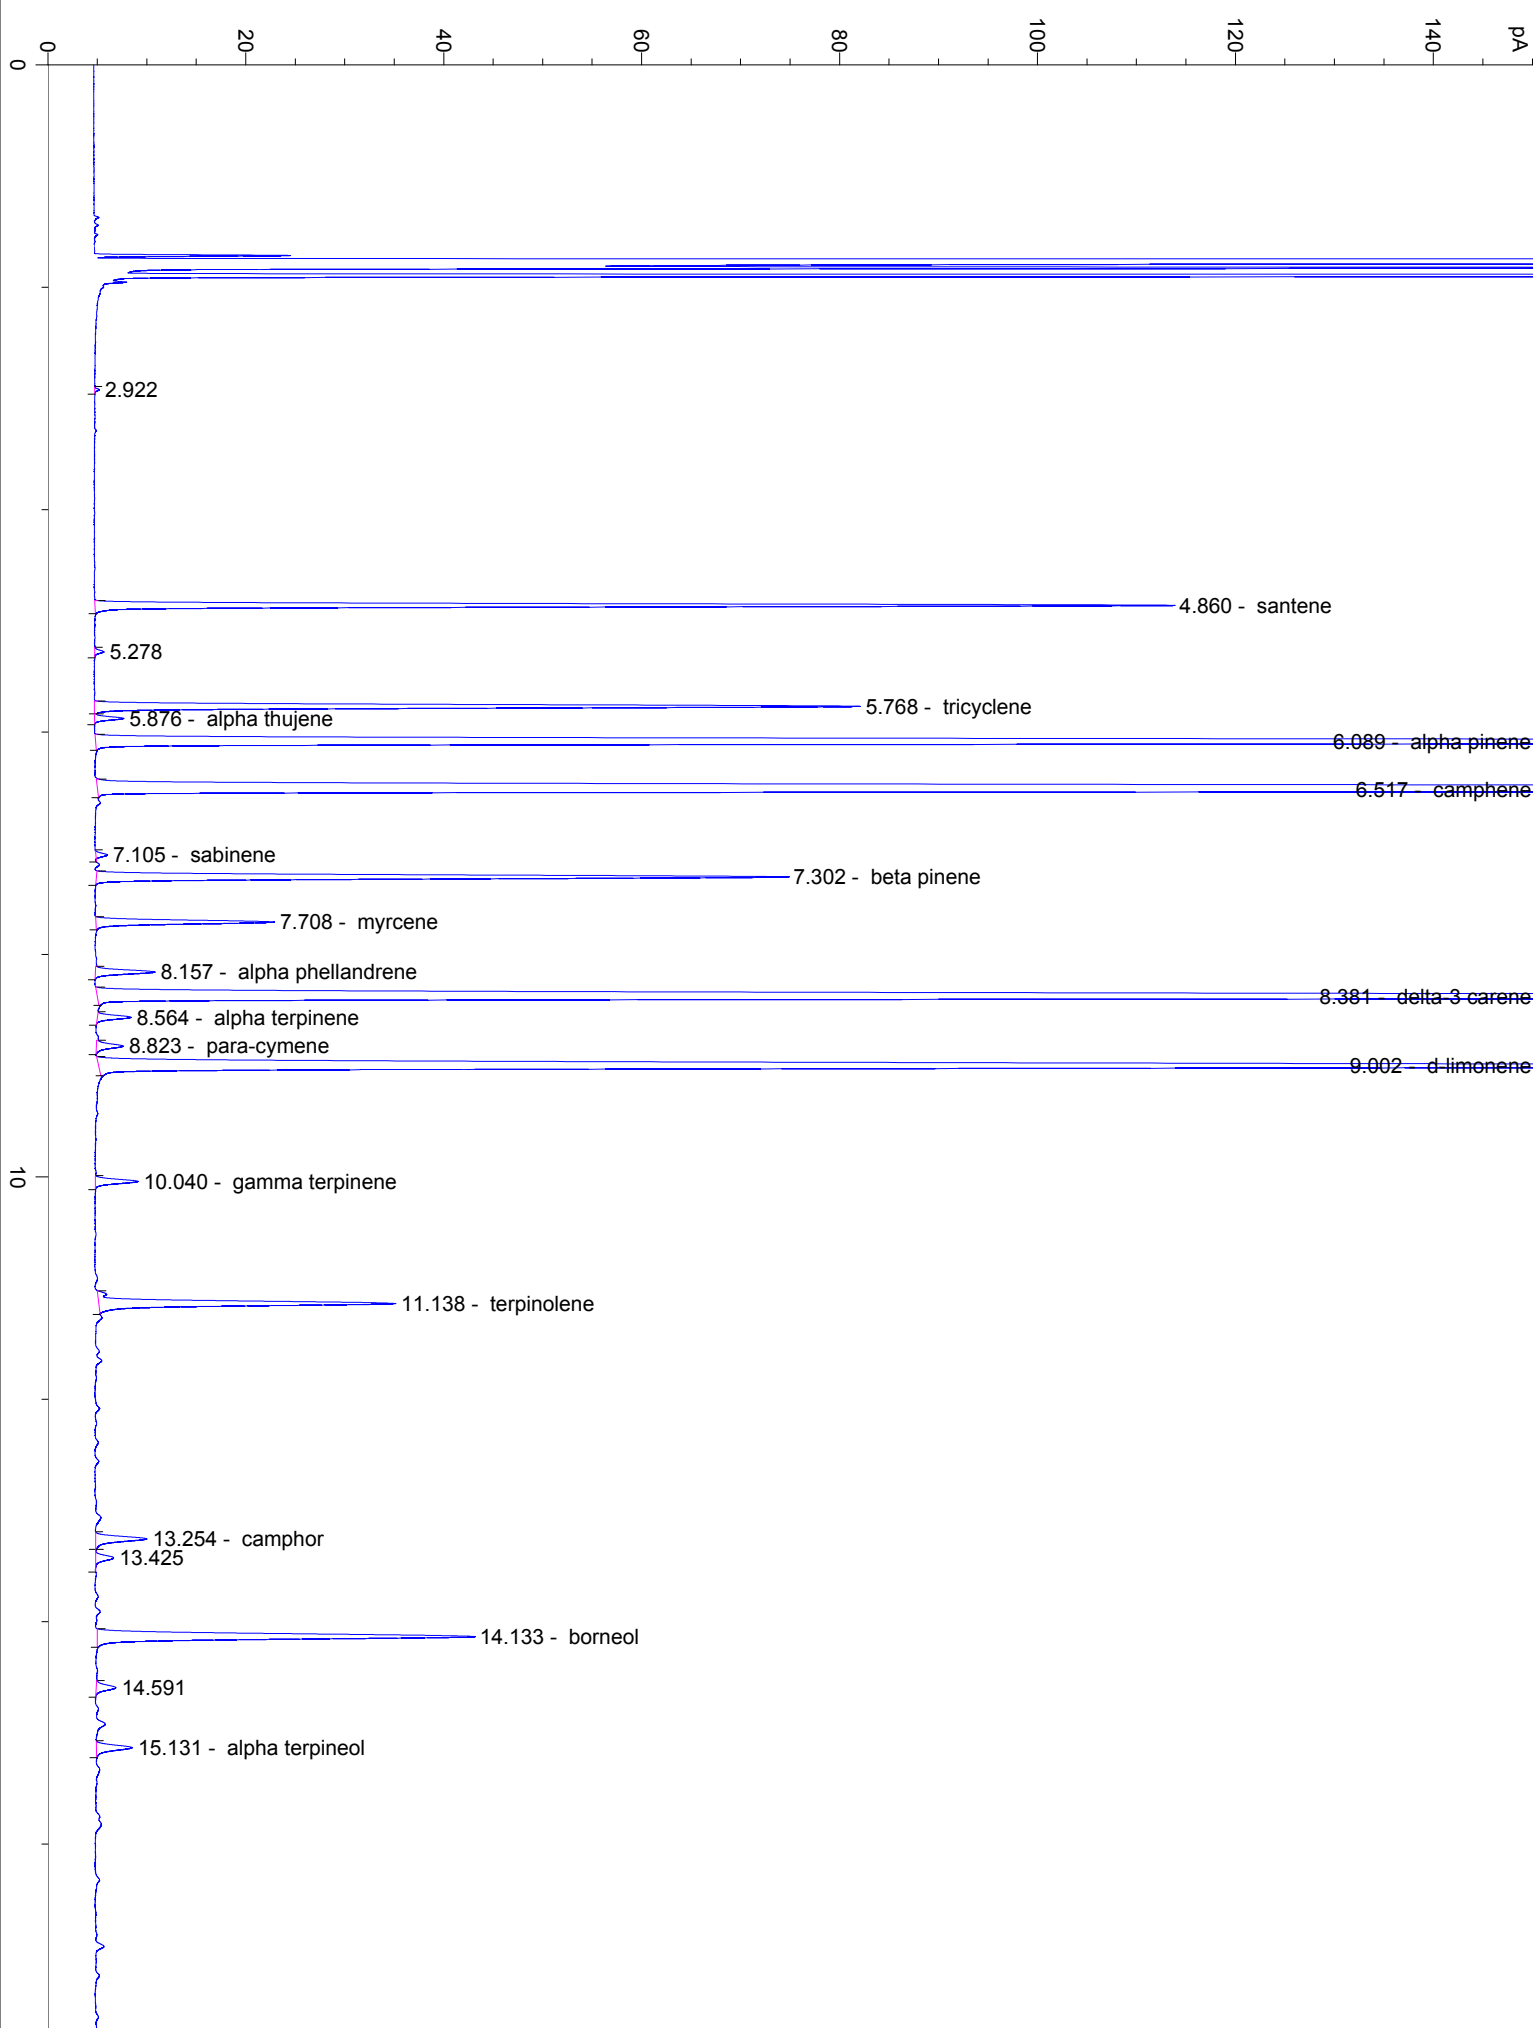 pA
0
20
40
60
80
100
120
140
0
2.922
4.860 - santene
5.278
5.768 - tricyclene
5.876 - alpha thujene
6.089 - alpha pinene
6.517 - camphene
7.105 - sabinene
7.302 - beta pinene
7.708 - myrcene
8.157 - alpha phellandrene
8.381 - delta-3 carene
8.564 - alpha terpinene
8.823 - para-cymene
9.002 - d-limonene
10
10.040 - gamma terpinene
11.138 - terpinolene
13.254 - camphor
13.425
14.133 - borneol
14.591
15.131 - alpha terpineol